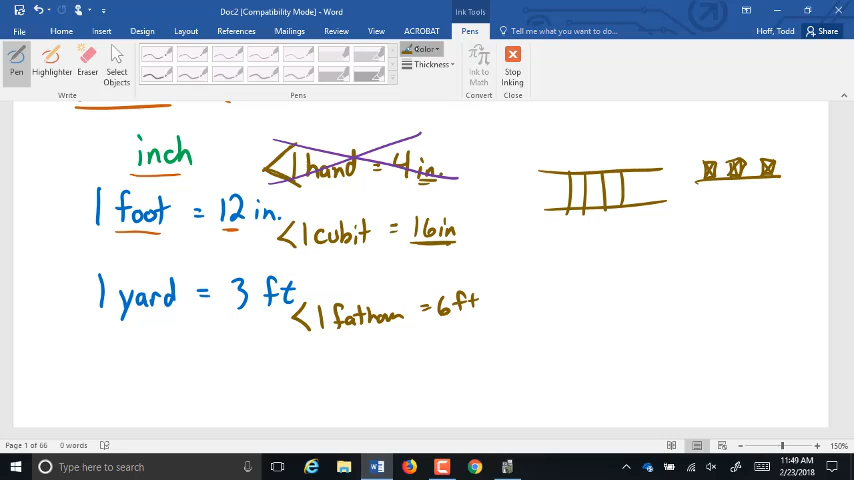 Doc2 [Compatibility Mode] - Word
Ink Tools
Hoff, Todd
File Home Insert Design Layout References Mailings Review View ACROBAT Pens Tell me what you want to do... Share
Pen Highlighter Eraser Select Objects
Color
Thickness
Ink to Math
Stop Inking
Write Pens Convert Close
inch
<1 hand = 4 in.
1 foot = 12 in.
<1 cubit = 16in
1 yard = 3 ft
<1 fathom = 6ft
Page 1 of 66 0 words 150%
Type here to search
11:49 AM
2/23/2018